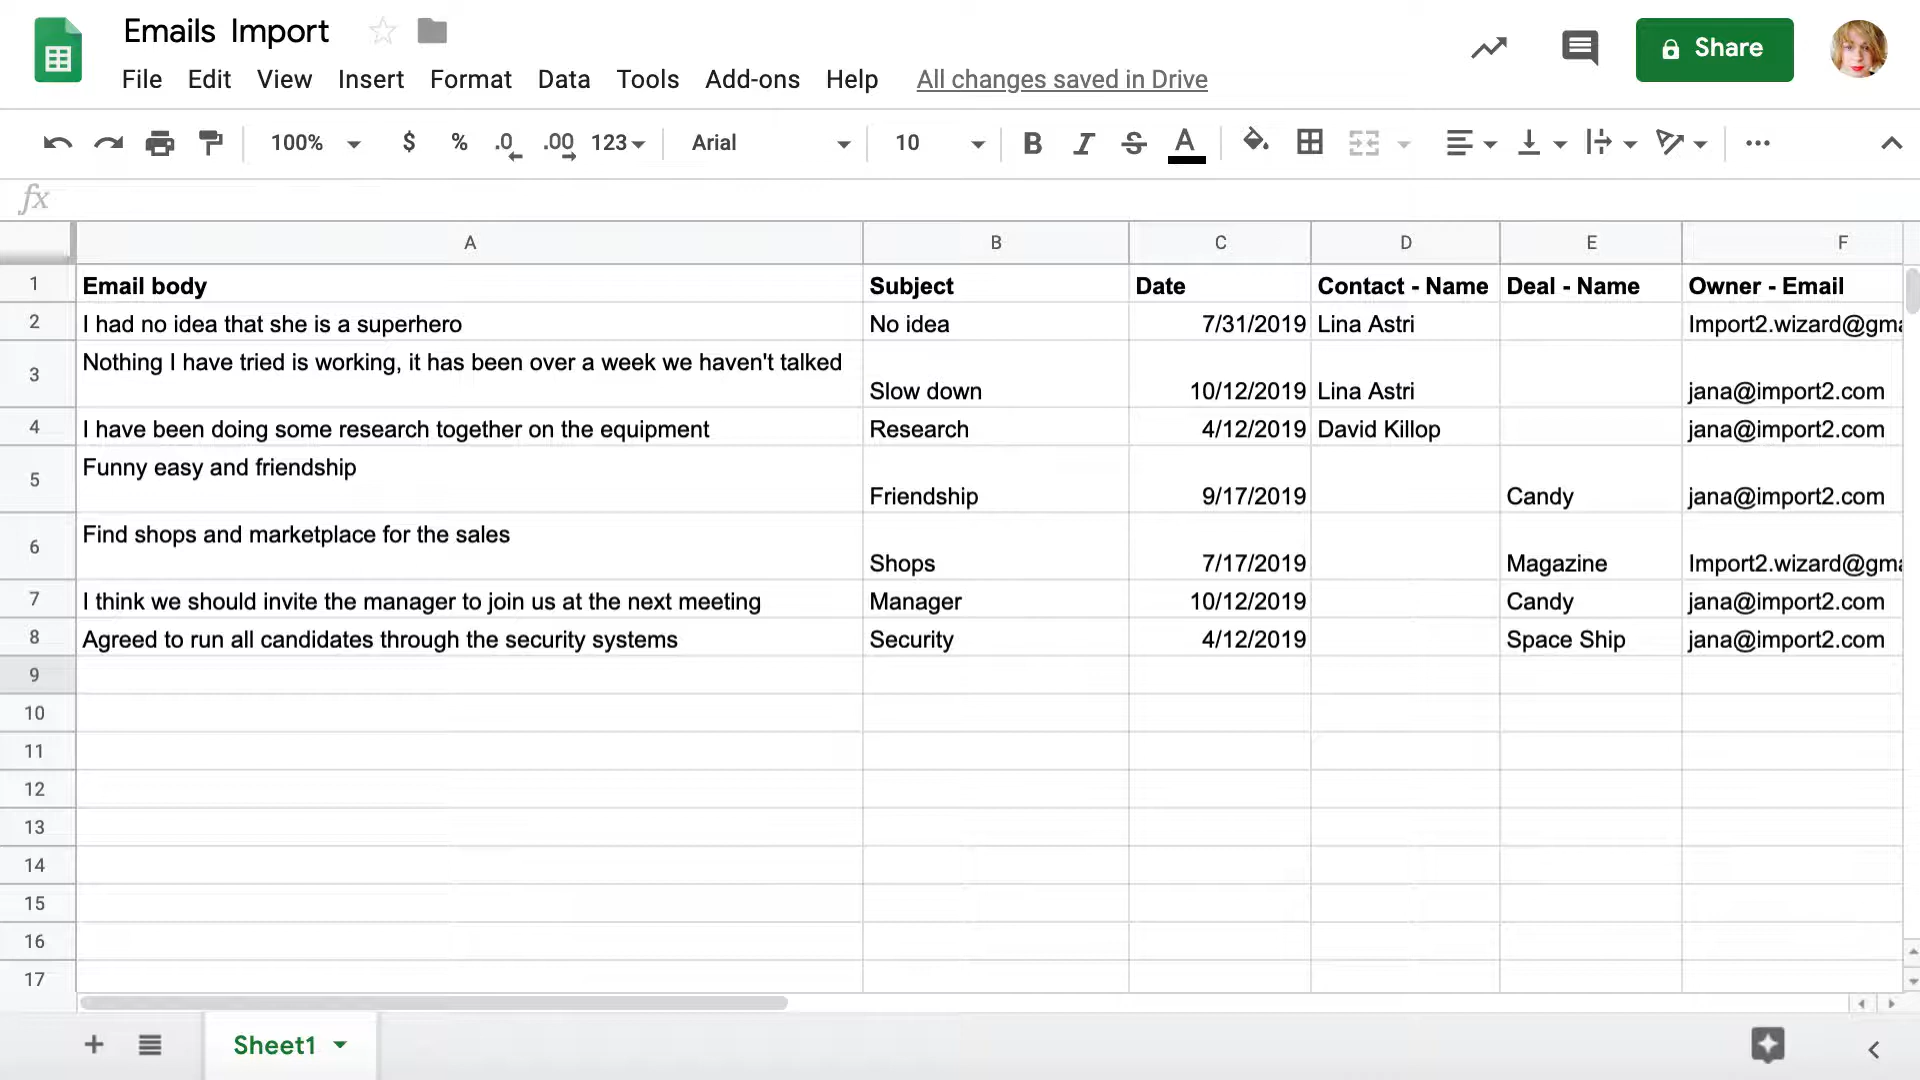 Emails Import
File Edit View Insert Format Data Tools Add-ons Help All changes saved in Drive
Share
100% $ % .0 .00 123 Arial 10 B I S A
fx
A B C D E F
1 Email body Subject Date Contact - Name Deal - Name Owner - Email
2 I had no idea that she is a superhero No idea 7/31/2019 Lina Astri Import2.wizard@gma
3 Nothing I have tried is working, it has been over a week we haven't talked Slow down 10/12/2019 Lina Astri jana@import2.com
4 I have been doing some research together on the equipment Research 4/12/2019 David Killop jana@import2.com
5 Funny easy and friendship Friendship 9/17/2019 Candy jana@import2.com
6 Find shops and marketplace for the sales Shops 7/17/2019 Magazine Import2.wizard@gma
7 I think we should invite the manager to join us at the next meeting Manager 10/12/2019 Candy jana@import2.com
8 Agreed to run all candidates through the security systems Security 4/12/2019 Space Ship jana@import2.com
9
10
11
12
13
14
15
16
17
Sheet1